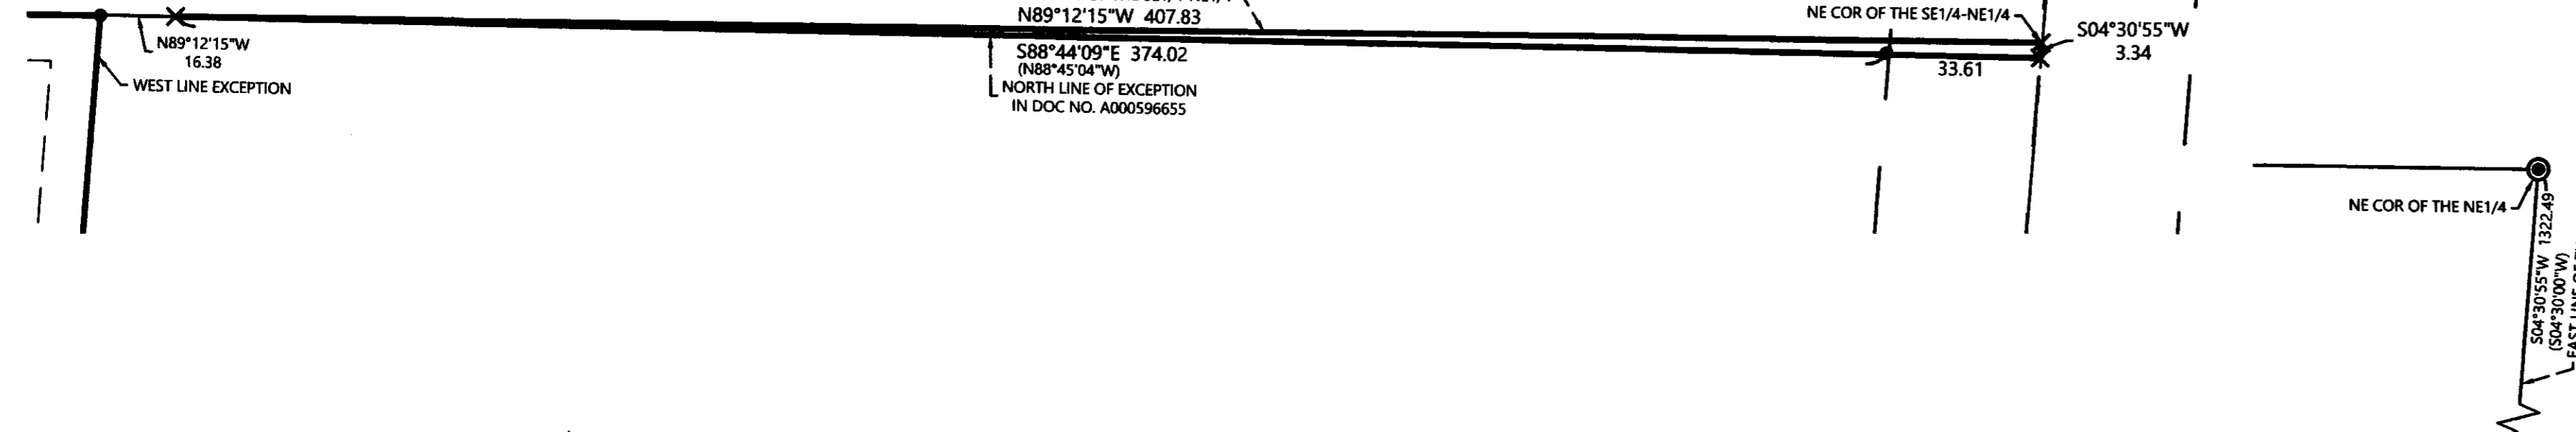 N89°12'15"W 407.83
NE COR OF THE SE1/4-NE1/4
S04°30'55"W
3.34
N89°12'15"W
16.38
WEST LINE EXCEPTION
S88°44'09"E 374.02
(N88°45'04"W)
NORTH LINE OF EXCEPTION
IN DOC NO. A000596655
33.61
NE COR OF THE NE1/4
S04°30'55"W 1322.49
(S04°30'00"W)
EAST LINE OF